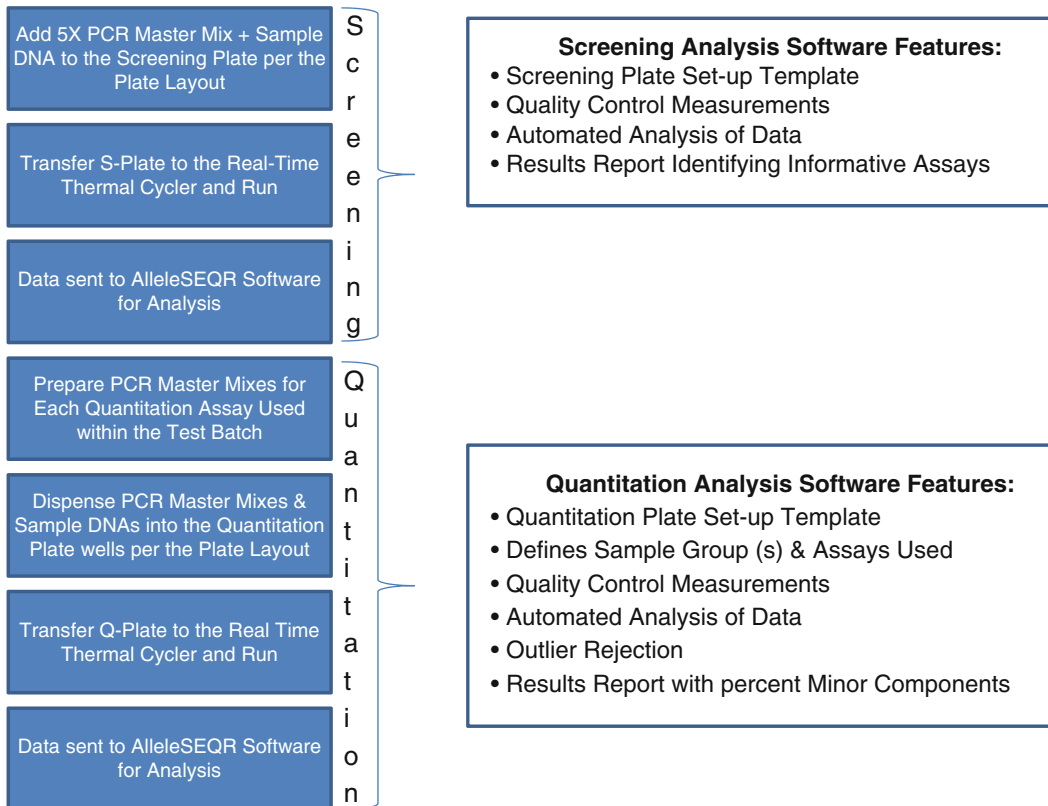 Add 5X PCR Master Mix + Sample
DNA to the Screening Plate per the
Plate Layout
Transfer S-Plate to the Real-Time
Thermal Cycler and Run
Data sent to AlleleSEQR Software
for Analysis
Screening
Screening Analysis Software Features:
• Screening Plate Set-up Template
• Quality Control Measurements
• Automated Analysis of Data
• Results Report Identifying Informative Assays
Prepare PCR Master Mixes for
Each Quantitation Assay Used
within the Test Batch
Dispense PCR Master Mixes &
Sample DNAs into the Quantitation
Plate wells per the Plate Layout
Transfer Q-Plate to the Real Time
Thermal Cycler and Run
Data sent to AlleleSEQR Software
for Analysis
Quantitation
Quantitation Analysis Software Features:
• Quantitation Plate Set-up Template
• Defines Sample Group (s) & Assays Used
• Quality Control Measurements
• Automated Analysis of Data
• Outlier Rejection
• Results Report with percent Minor Components